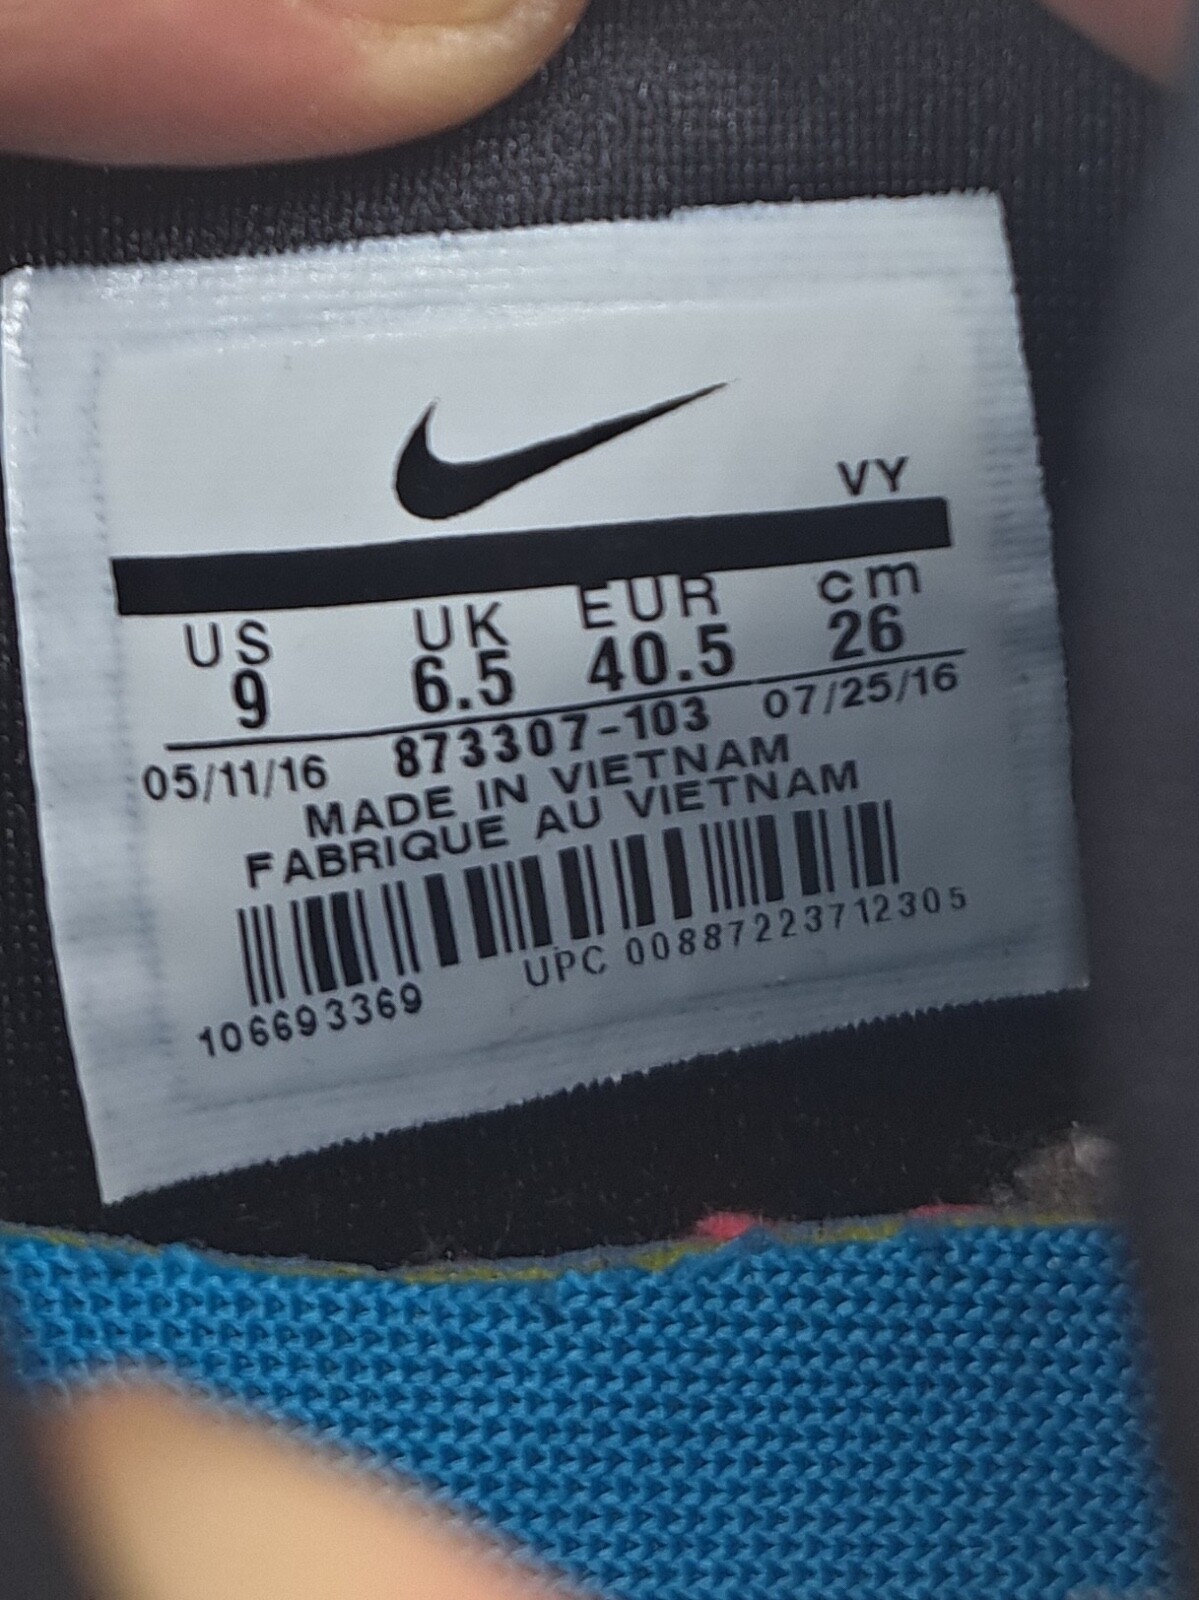 VY
US UK EUR cm
9 6.5 40.5 26
05/11/16 873307-103 07/25/16
MADE IN VIETNAM
FABRIQUE AU VIETNAM
106693369 UPC 00887223712305